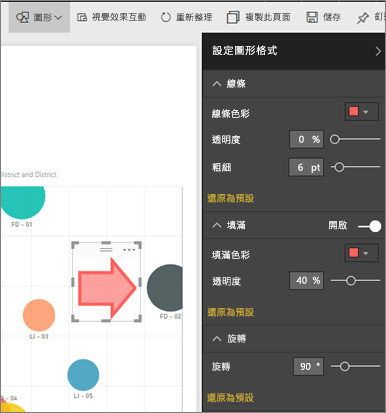 圖形 視覺效果互動 重新整理 複製此頁面 儲存
設定圖形格式
線條
線條色彩
透明度 0 %
粗細 6 pt
還原為預設
填滿 開啟
填滿色彩
透明度 40 %
還原為預設
旋轉
旋轉 90 °
還原為預設
District and District
FD - 01
FD - 02
LI - 03
LI - 05
- 04